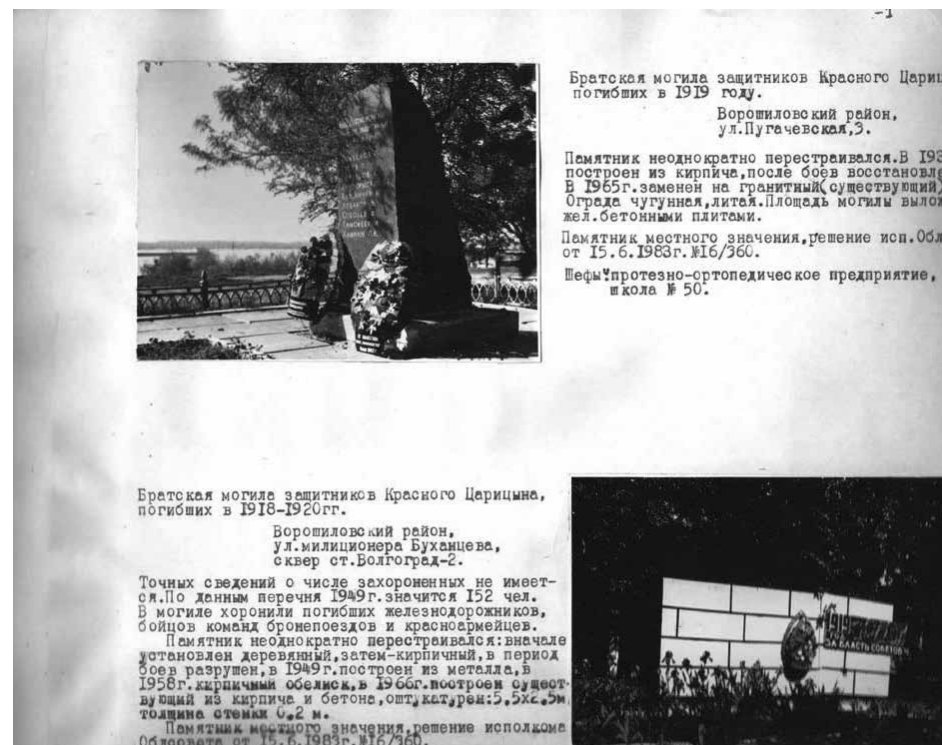 -1
Братская могила защитников Красного Цариц
погибших в 1919 году.
Ворошиловский район,
ул.Пугачевская,3.
Памятник неоднократно перестраивался.В 193
построен из кирпича,после боев восстановле
В 1965г.заменен на гранитный(существующий)
Ограда чугунная,литая.Площадь могилы вылож
жел.бетонными плитами.
Памятник местного значения,решение исп.Обл
от 15.6.1983г.№16/360.
Шефы:протезно-ортопедическое предприятие,
школа № 50.
Братская могила защитников Красного Царицына,
погибших в 1918-1920гг.
Ворошиловский район,
ул.милиционера Буханцева,
сквер ст.Волгоград-2.
Точных сведений о числе захороненных не имеет-
ся.По данным перечня 1949г.значится 152 чел.
В могиле хоронили погибших железнодорожников,
бойцов команд бронепоездов и красноармейцев.
Памятник неоднократно перестраивался:вначале
установлен деревянный,затем-кирпичный,в период
боев разрушен,в 1949г.построен из металла,в
1958г.кирпичный обелиск,в 1966г.построен сущест-
вующий из кирпича и бетона,оштукатурен:5,5х2,5м
толщина стенки 0,2 м.
Памятник местного значения,решение исполкома
Облсовета от 15.6.1983г.№16/360.
ЗА ВЛАСТЬ СОВЕТОВ